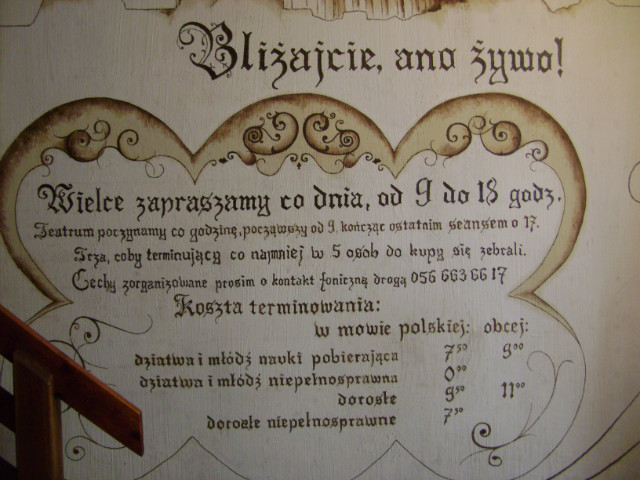 Bliżajcie, ano żywo!
Wielce zapraszamy co dnia, od 9 do 18 godz.
Teatrum poczynamy co godzinę, począwszy od 9, kończąc ostatnim seansem o 17.
Trza, coby terminujący co najmniej w 5 osób do kupy się zebrali.
Cechy zorganizowane prosim o kontakt foniczną drogą 056 663 66 17
Koszta terminowania:
w mowie polskiej: obcej:
dziatwa i młódź nauki pobierająca 7⁵⁰ 9⁰⁰
dziatwa i młódź niepełnosprawna 0⁰⁰
dorosłe 9⁵⁰ 11⁰⁰
dorosłe niepełnosprawne 7⁵⁰